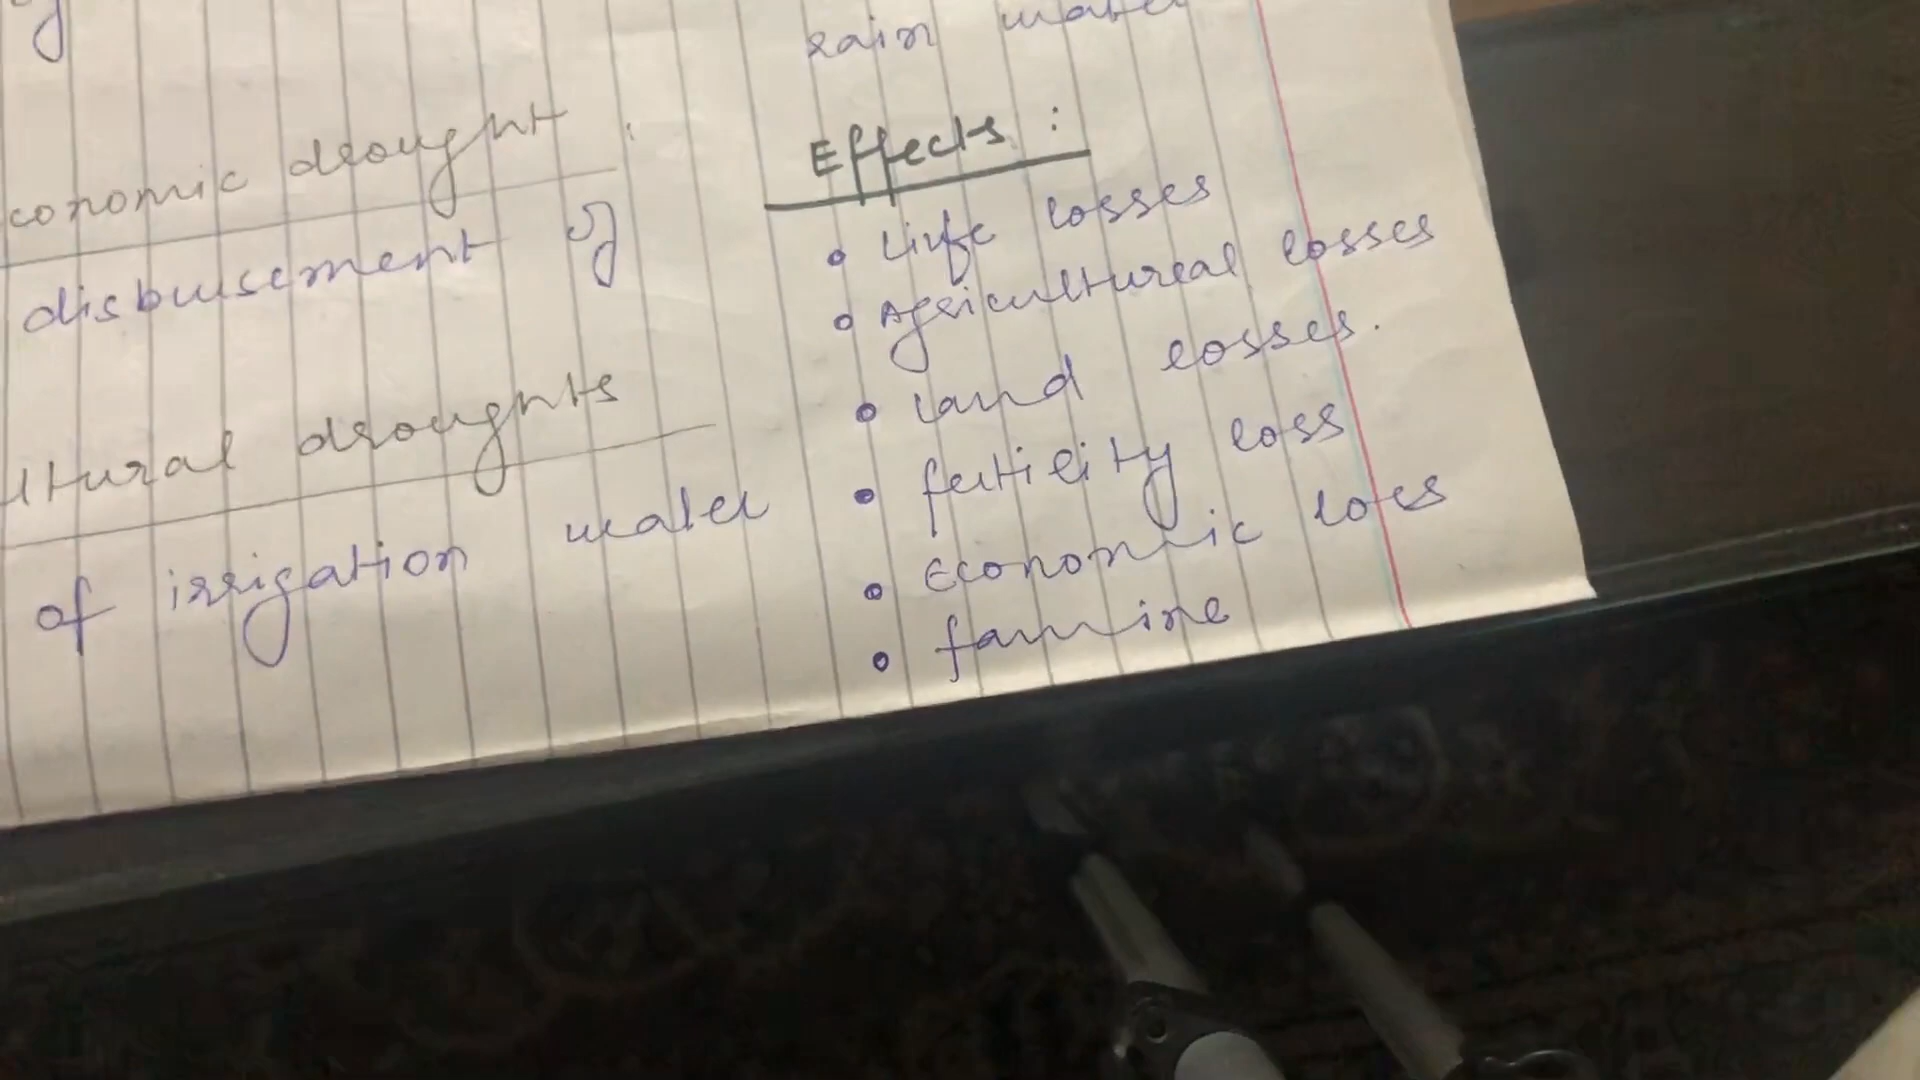 conomic drought :
disbursement of
ltural droughts
of irrigation water
rain water
Effects :
• Life losses
• Agricultureal losses
• land losses.
• fertility loss
• Economic loss
• famine